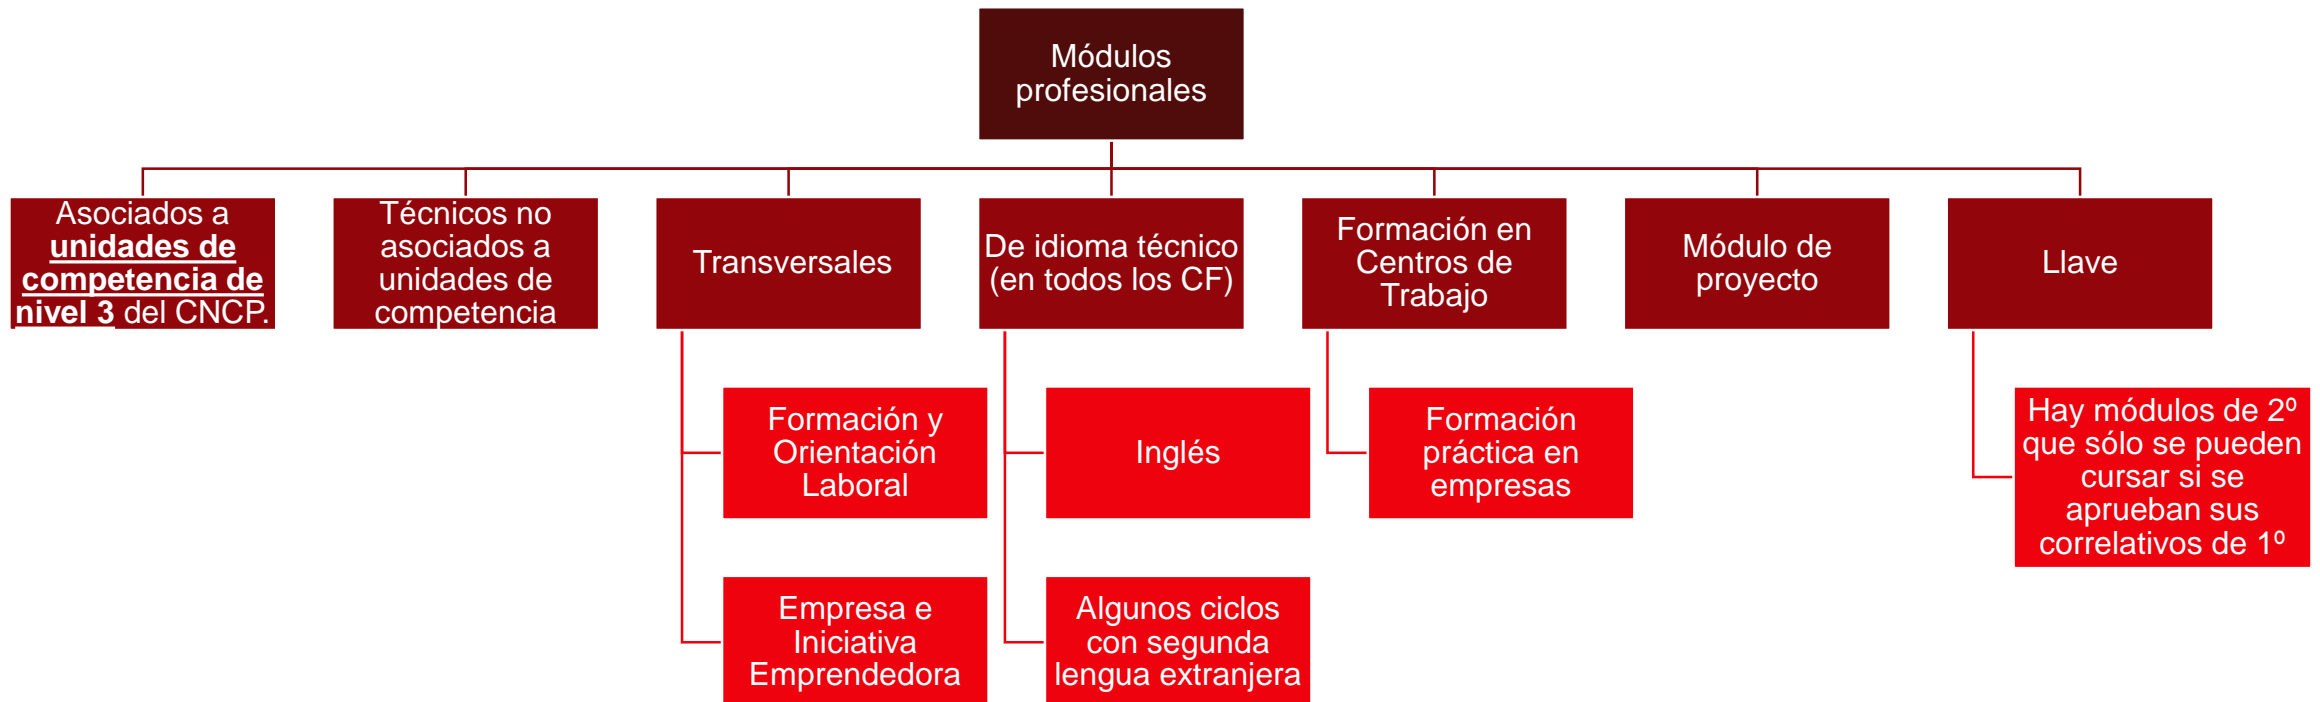 Módulos
profesionales
Asociados a
unidades de
competencia de
nivel 3 del CNCP.
Técnicos no
asociados a
unidades de
competencia
Transversales
De idioma técnico
(en todos los CF)
Formación en
Centros de
Trabajo
Módulo de
proyecto
Llave
Formación y
Orientación
Laboral
Inglés
Formación
práctica en
empresas
Hay módulos de 2º
que sólo se pueden
cursar si se
aprueban sus
correlativos de 1º
Empresa e
Iniciativa
Emprendedora
Algunos ciclos
con segunda
lengua extranjera